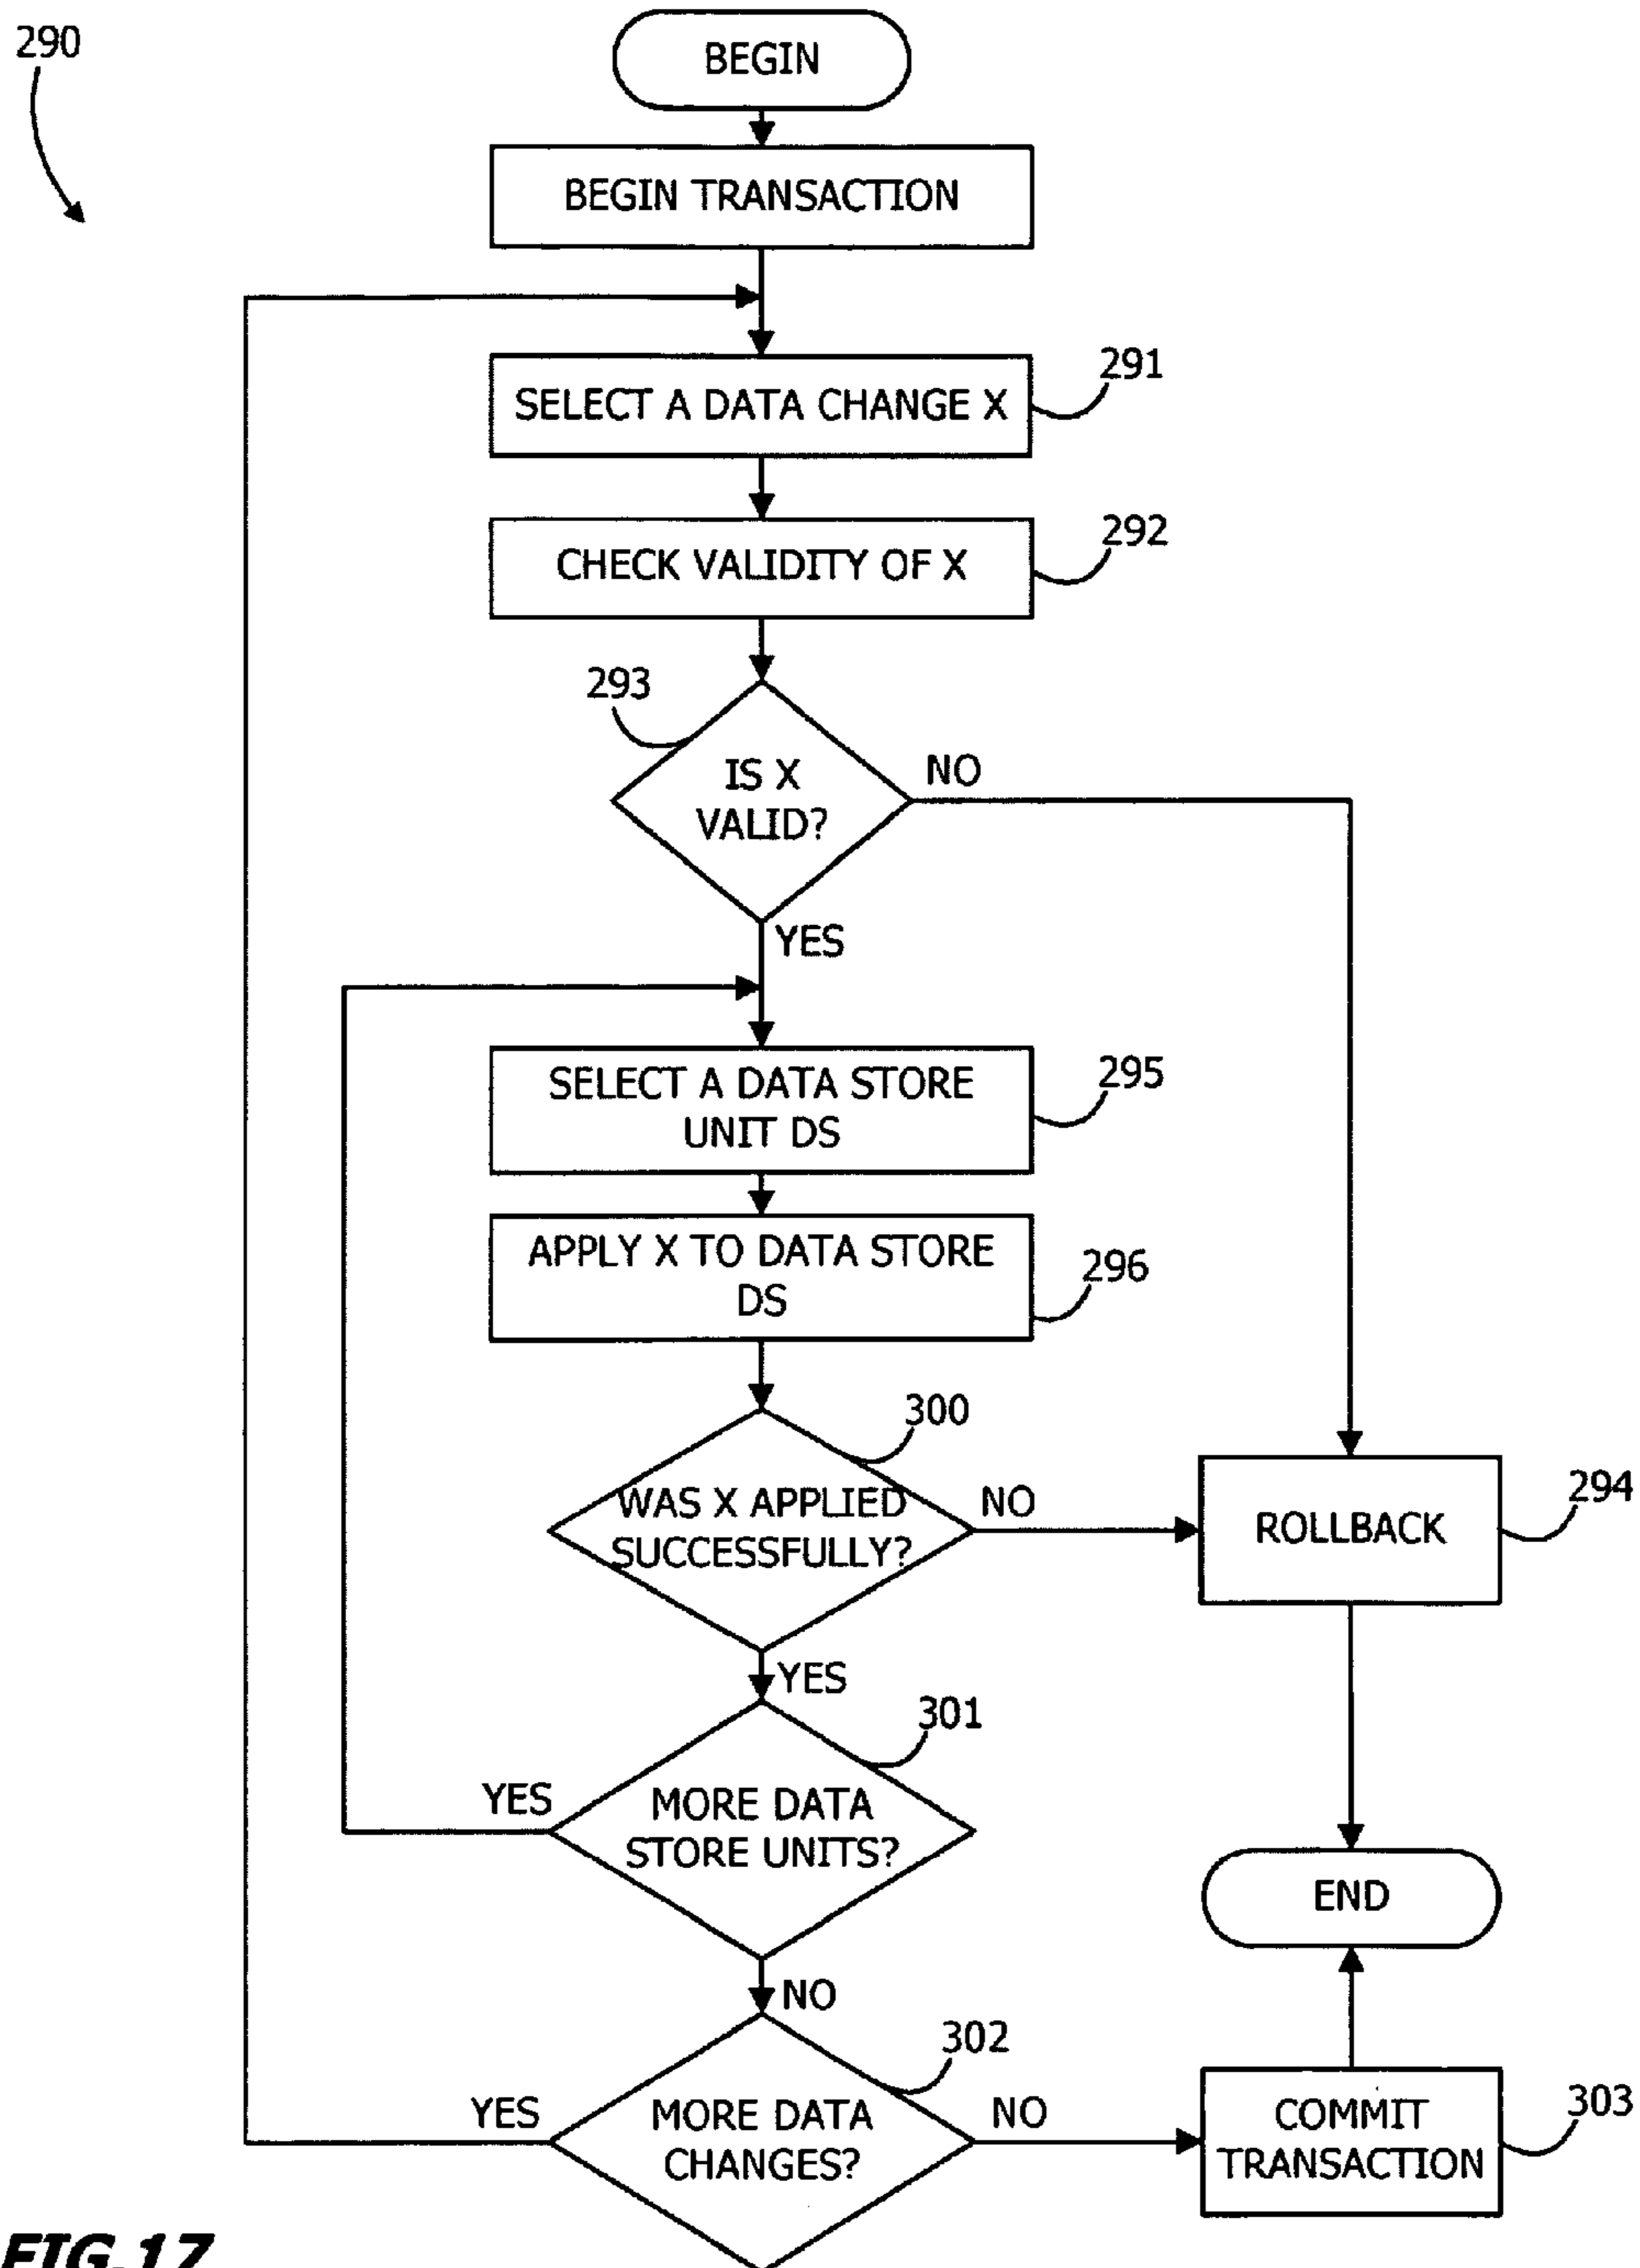 290
BEGIN
BEGIN TRANSACTION
SELECT A DATA CHANGE X
291
CHECK VALIDITY OF X
292
293
IS X
VALID?
NO
YES
SELECT A DATA STORE
UNIT DS
295
APPLY X TO DATA STORE
DS
296
300
WAS X APPLIED
SUCCESSFULLY?
NO
ROLLBACK
294
YES
301
MORE DATA
STORE UNITS?
YES
END
NO
302
MORE DATA
CHANGES?
YES
NO
COMMIT
TRANSACTION
303
FIG.17